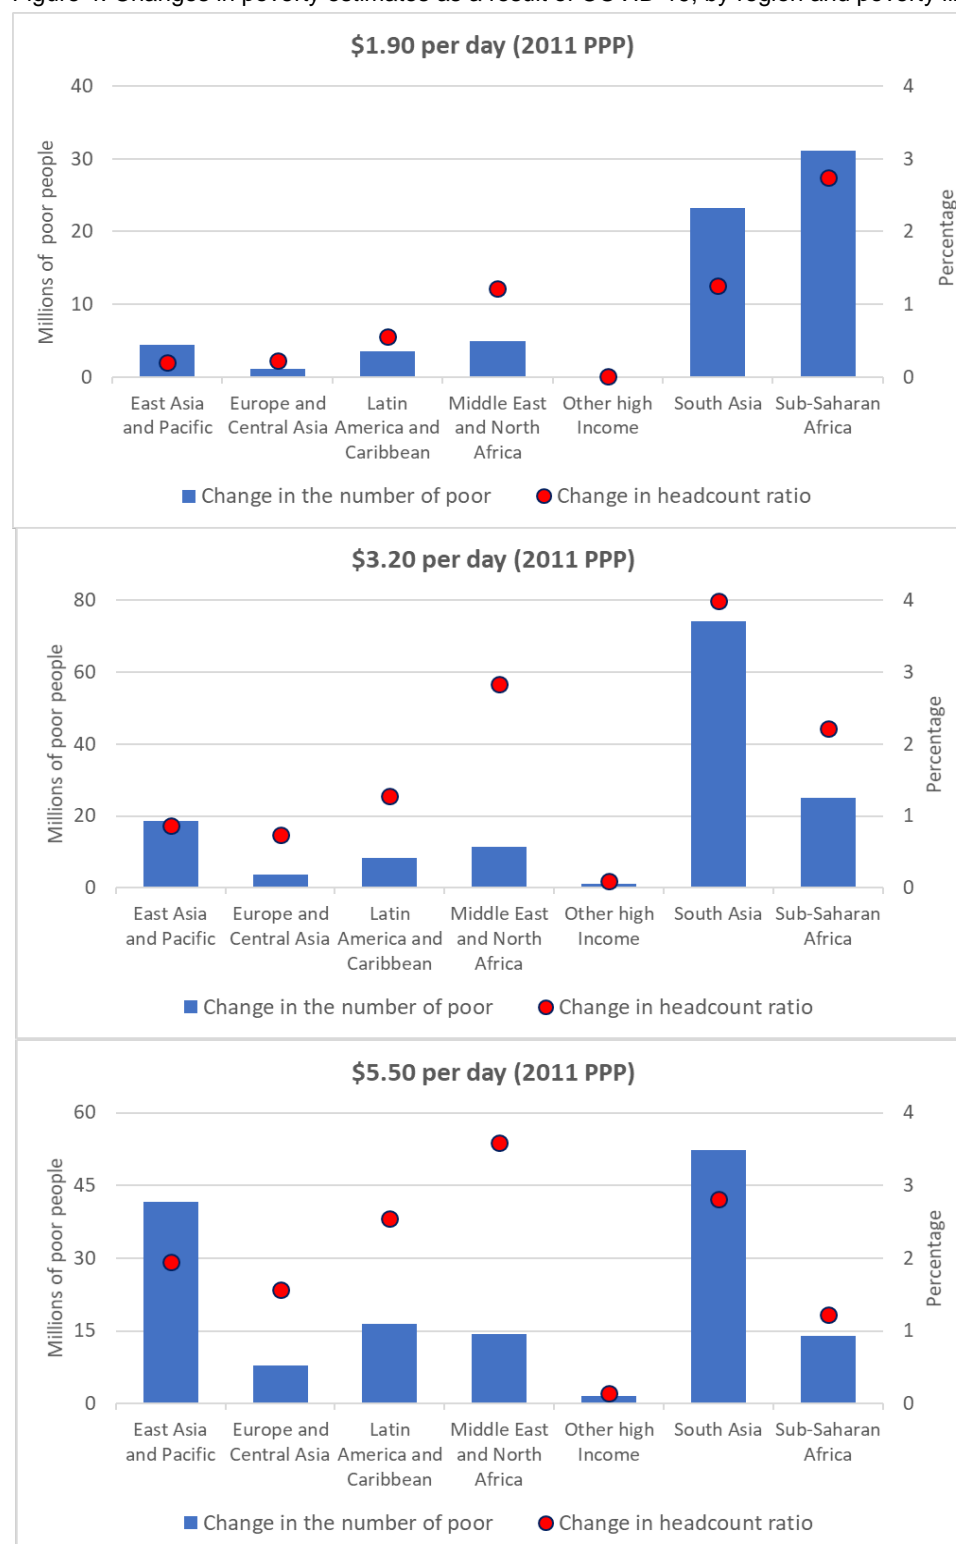 $1.90 per day (2011 PPP)
Millions of poor people
40
30
20
10
0
4
3
2
1
0
Percentage
East Asia and Pacific
Europe and Central Asia
Latin America and Caribbean
Middle East and North Africa
Other high Income
South Asia
Sub-Saharan Africa
Change in the number of poor
Change in headcount ratio
$3.20 per day (2011 PPP)
Millions of poor people
80
60
40
20
0
4
3
2
1
0
Percentage
East Asia and Pacific
Europe and Central Asia
Latin America and Caribbean
Middle East and North Africa
Other high Income
South Asia
Sub-Saharan Africa
Change in the number of poor
Change in headcount ratio
$5.50 per day (2011 PPP)
Millions of poor people
60
45
30
15
0
4
3
2
1
0
Percentage
East Asia and Pacific
Europe and Central Asia
Latin America and Caribbean
Middle East and North Africa
Other high Income
South Asia
Sub-Saharan Africa
Change in the number of poor
Change in headcount ratio